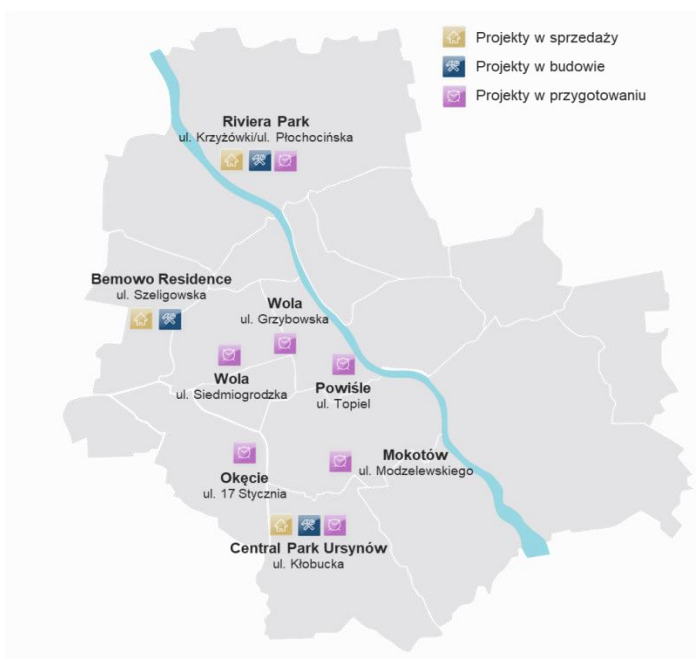 Projekty w sprzedaży
Projekty w budowie
Projekty w przygotowaniu
Riviera Park
ul. Krzyżówki/ul. Płochocińska
Bemowo Residence
ul. Szeligowska
Wola
ul. Grzybowska
Wola
ul. Siedmiogrodzka
Powiśle
ul. Topiel
Mokotów
ul. Modzelewskiego
Okęcie
ul. 17 Stycznia
Central Park Ursynów
ul. Kłobucka